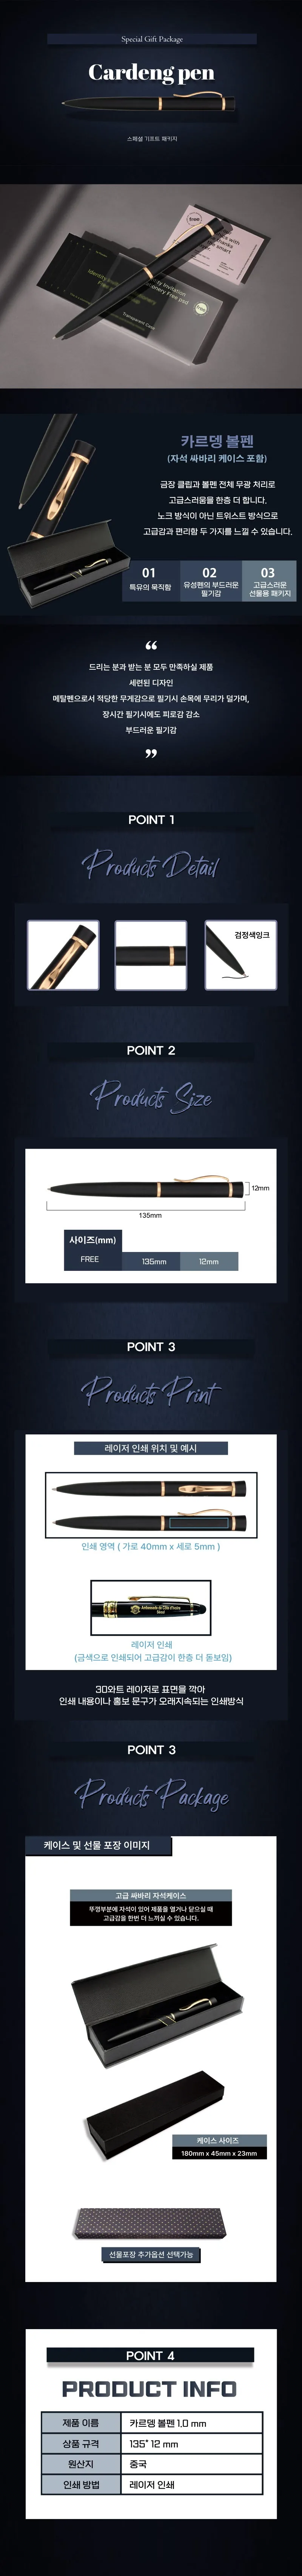 Special Gift Package
Cardeng pen
스페셜 기프트 패키지
Identity Invitation
Transparent Card
카르뎅 볼펜
(자석 싸바리 케이스 포함)
금장 클립과 볼펜 전체 무광 처리로
고급스러움을 한층 더 합니다.
노크 방식이 아닌 트위스트 방식으로
고급감과 편리함 두 가지를 느낄 수 있습니다.
01
특유의 묵직함
02
유성펜의 부드러운
필기감
03
고급스러운
선물용 패키지
“
드리는 분과 받는 분 모두 만족하실 제품
세련된 디자인
메탈펜으로서 적당한 무게감으로 필기시 손목에 무리가 덜가며,
장시간 필기시에도 피로감 감소
부드러운 필기감
”
POINT 1
Products Detail
검정색잉크
POINT 2
Products Size
12mm
135mm
사이즈(mm)
FREE 135mm 12mm
POINT 3
Products Print
레이저 인쇄 위치 및 예시
인쇄 영역 ( 가로 40mm x 세로 5mm )
레이저 인쇄
(금색으로 인쇄되어 고급감이 한층 더 돋보임)
30와트 레이저로 표면을 깍아
인쇄 내용이나 홍보 문구가 오래지속되는 인쇄방식
POINT 3
Products Package
케이스 및 선물 포장 이미지
고급 싸바리 자석케이스
뚜껑부분에 자석이 있어 제품을 열거나 닫으실 때
고급감을 한번 더 느끼실 수 있습니다.
케이스 사이즈
180mm x 45mm x 23mm
선물포장 추가옵션 선택가능
POINT 4
PRODUCT INFO
제품 이름 카르뎅 볼펜 1.0 mm
상품 규격 135* 12 mm
원산지 중국
인쇄 방법 레이저 인쇄